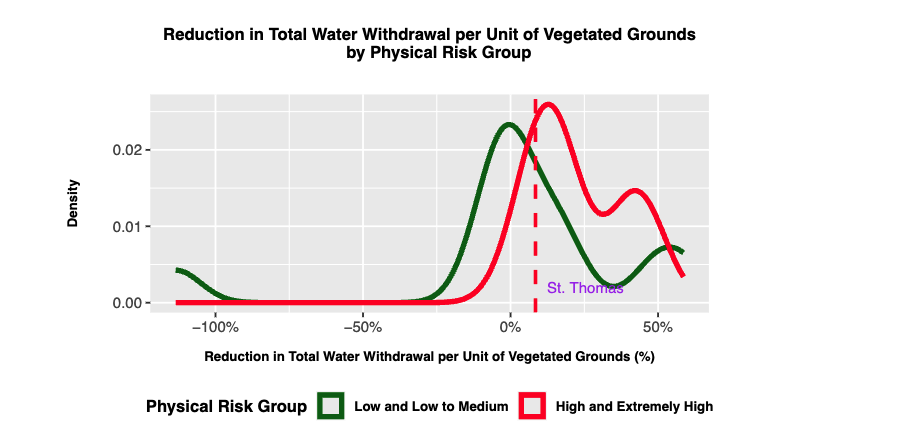 Reduction in Total Water Withdrawal per Unit of Vegetated Grounds
by Physical Risk Group
Density
0.02
0.01
0.00
St. Thomas
−100%
−50%
0%
50%
Reduction in Total Water Withdrawal per Unit of Vegetated Grounds (%)
Physical Risk Group
Low and Low to Medium
High and Extremely High